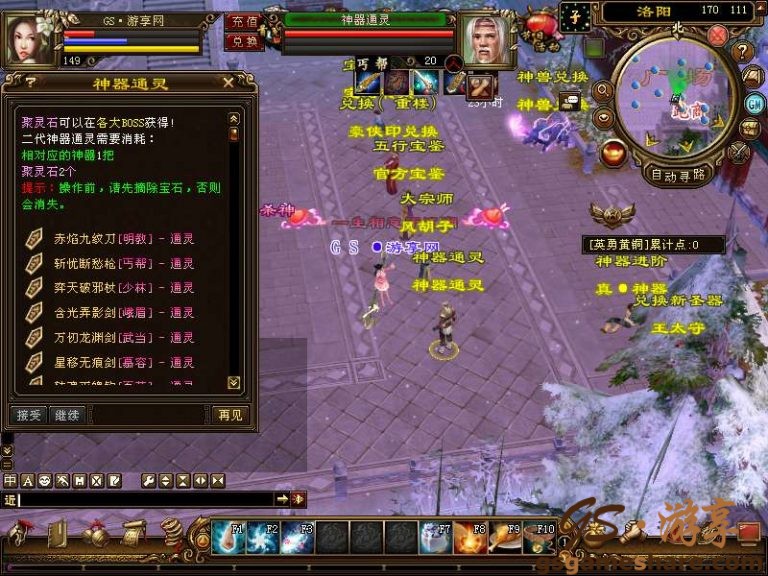 GS·游享网
149
充值
兑换
神器通灵
20
洛阳
170 111
北
GM
自动寻路
神器通灵
聚灵石可以在各大BOSS获得!
二代神器通灵需要消耗:
相对应的神器1把
聚灵石2个
提示:操作前,请先摘除宝石,否则
会消失。
赤焰九纹刀[明教] - 通灵
斩忧断愁枪[丐帮] - 通灵
弈天破邪杖[少林] - 通灵
含光弄影剑[峨嵋] - 通灵
万仞龙渊剑[武当] - 通灵
星移无痕剑[慕容] - 通灵
接受
继续
再见
丐帮
神兽兑换
兑换(重楼)
神兽兑换
豪侠印兑换
五行宝鉴
官方宝鉴
大宗师
杀神
风胡子
GS●游享网
神器通灵
神器通灵
[英勇黄铜]累计点:0
神器进阶
真●神器
兑换新圣器
王太守
近
F1
F2
F3
F7
F8
F9
F10
GS·游享